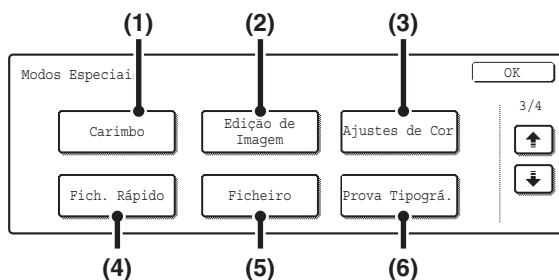 (1) (2) (3)
Modos Especiai
OK
3/4
Carimbo
Edição de
Imagem
Ajustes de Cor
Fich. Rápido
Ficheiro
Prova Tipográ.
(4) (5) (6)